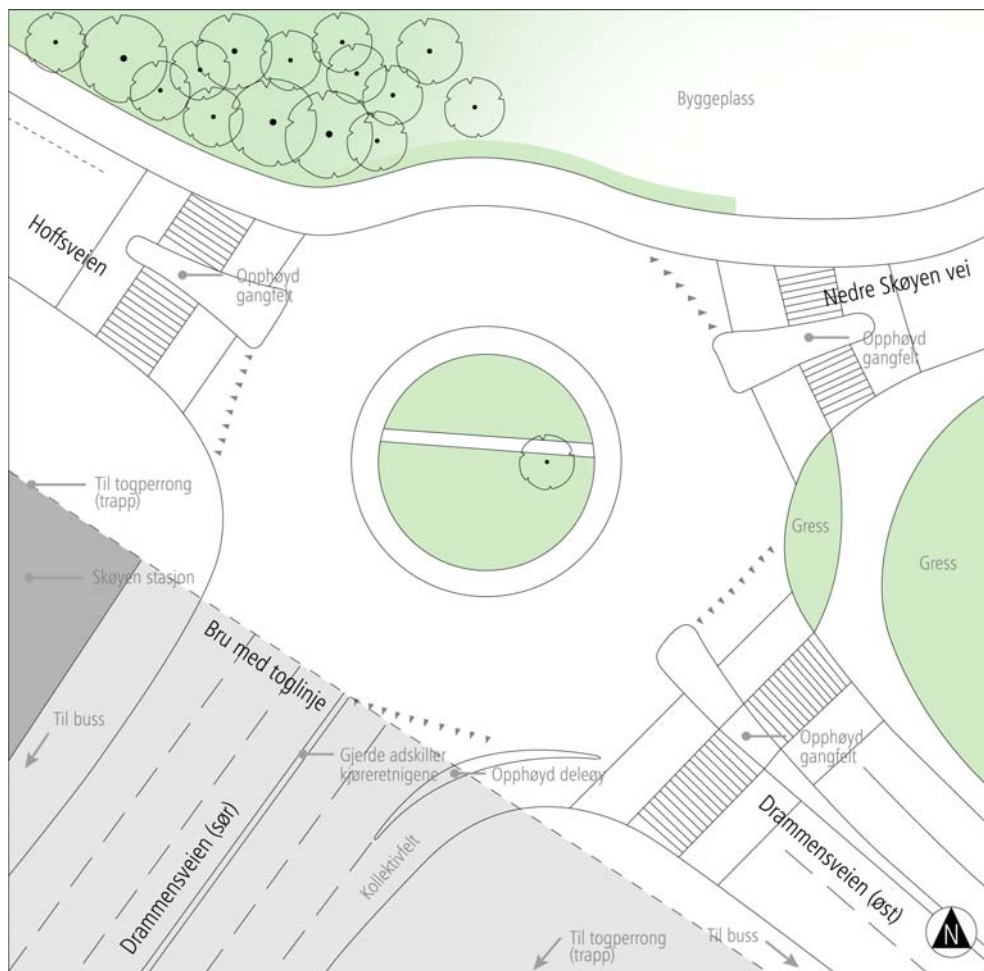 Byggeplass
Hoffsveien
Opphøyd
gangfelt
Nedre Skøyen vei
Opphøyd
gangfelt
Til togperrong
(trapp)
Skøyen stasjon
Gress
Gress
Bru med toglinje
Til buss
Gjerde adskiller
kjøreretnigene
Opphøyd deleøy
Opphøyd
gangfelt
Drammensveien (sør)
Kollektivfelt
Drammensveien (øst)
Til togperrong
(trapp)
Til buss
N